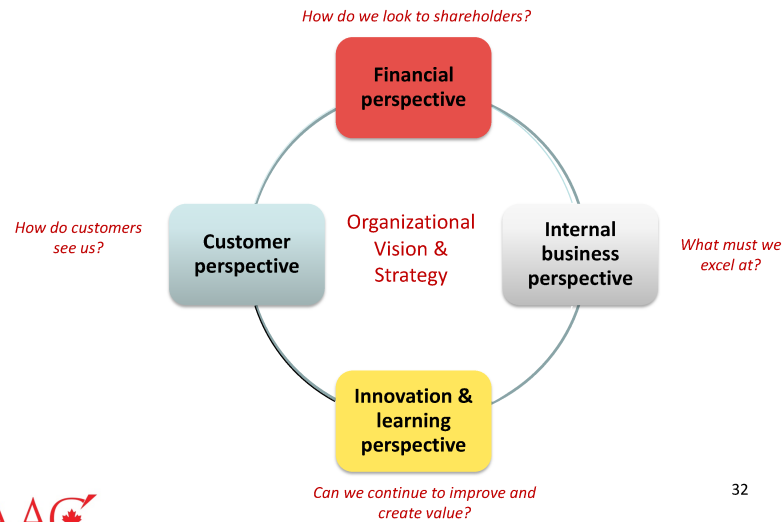 How do we look to shareholders?
Financial
perspective
How do customers
see us?
Customer
perspective
Organizational
Vision &
Strategy
Internal
business
perspective
What must we
excel at?
Innovation &
learning
perspective
Can we continue to improve and
create value?
32